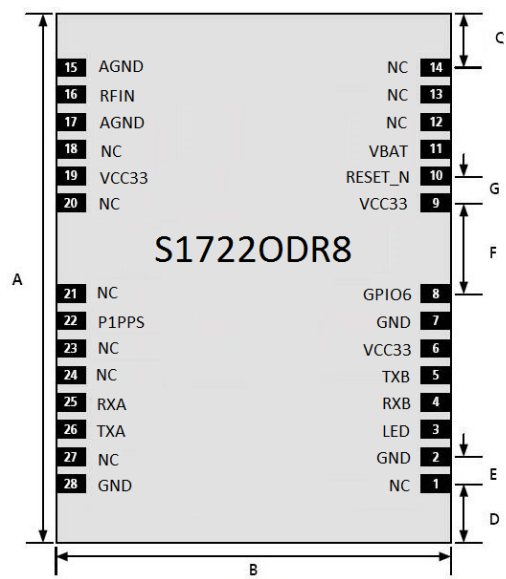 C
15 AGND NC 14
16 RFIN NC 13
17 AGND NC 12
18 NC VBAT 11
19 VCC33 RESET_N 10
G
20 NC VCC33 9
S1722ODR8
F
A
21 NC GPIO6 8
22 P1PPS GND 7
23 NC VCC33 6
24 NC TXB 5
25 RXA RXB 4
26 TXA LED 3
27 NC GND 2
E
28 GND NC 1
D
B